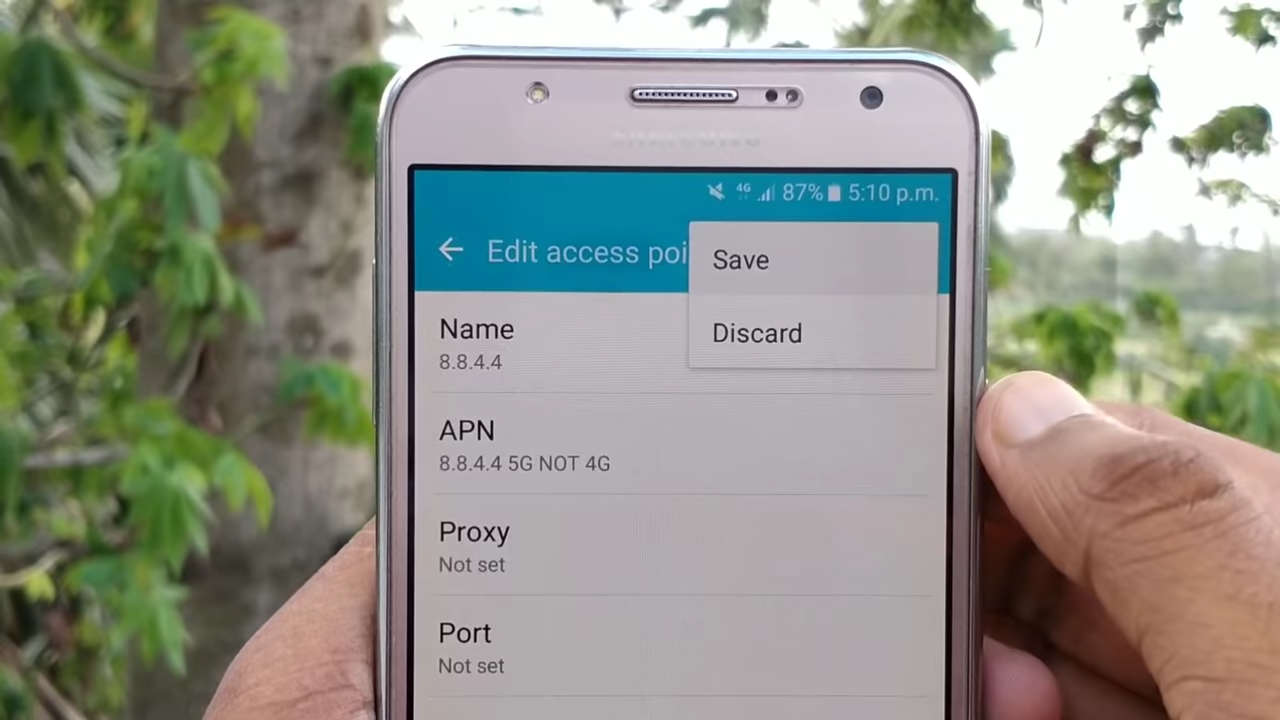 SAMSUNG
4G 87% 5:10 p.m.
Edit access poi
Save
Discard
Name
8.8.4.4
APN
8.8.4.4 5G NOT 4G
Proxy
Not set
Port
Not set